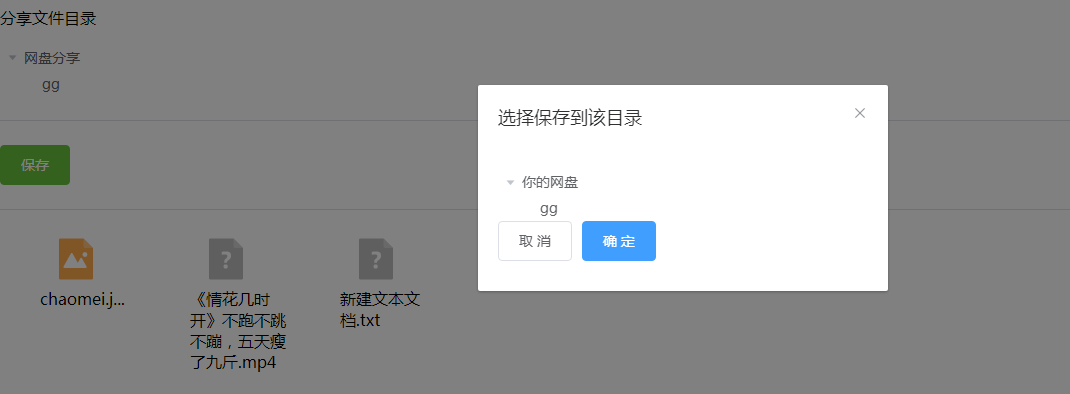 分享文件目录
网盘分享
gg
保存
选择保存到该目录
你的网盘
gg
取 消
确 定
chaomei.j...
《情花几时
开》不跑不跳
不蹦，五天瘦
了九斤.mp4
新建文本文
档.txt